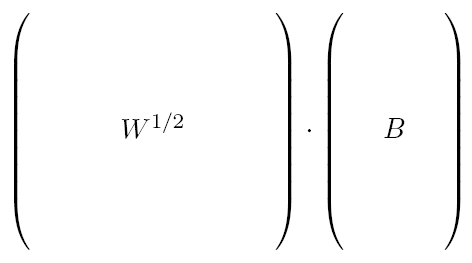 ( W^{1/2} ) · ( B )